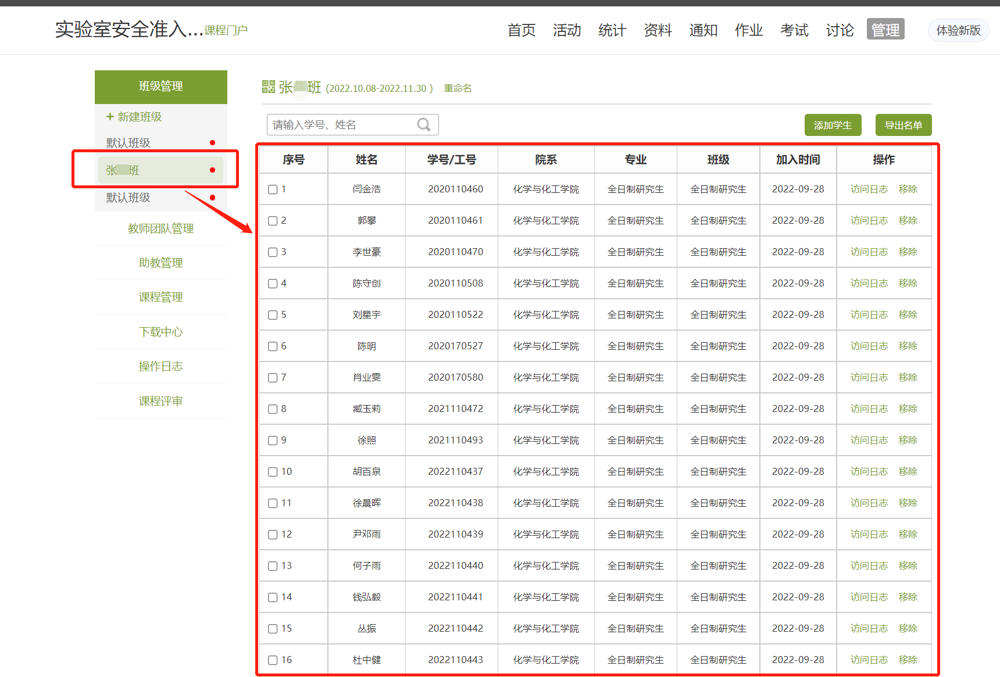 实验室安全准入...课程门户
首页 活动 统计 资料 通知 作业 考试 讨论 管理 体验新版
班级管理
+ 新建班级
默认班级
张 班
默认班级
教师团队管理
助教管理
课程管理
下载中心
操作日志
课程评审
张 班 (2022.10.08-2022.11.30 ) 重命名
请输入学号、姓名
添加学生 导出名单
序号 姓名 学号/工号 院系 专业 班级 加入时间 操作
1 闫金浩 2020110460 化学与化工学院 全日制研究生 全日制研究生 2022-09-28 访问日志 移除
2 郭攀 2020110461 化学与化工学院 全日制研究生 全日制研究生 2022-09-28 访问日志 移除
3 李世豪 2020110470 化学与化工学院 全日制研究生 全日制研究生 2022-09-28 访问日志 移除
4 陈守创 2020110508 化学与化工学院 全日制研究生 全日制研究生 2022-09-28 访问日志 移除
5 刘星宇 2020110522 化学与化工学院 全日制研究生 全日制研究生 2022-09-28 访问日志 移除
6 陈明 2020170527 化学与化工学院 全日制研究生 全日制研究生 2022-09-28 访问日志 移除
7 肖业雯 2020170580 化学与化工学院 全日制研究生 全日制研究生 2022-09-28 访问日志 移除
8 臧玉莉 2021110472 化学与化工学院 全日制研究生 全日制研究生 2022-09-28 访问日志 移除
9 徐照 2021110493 化学与化工学院 全日制研究生 全日制研究生 2022-09-28 访问日志 移除
10 胡百泉 2022110437 化学与化工学院 全日制研究生 全日制研究生 2022-09-28 访问日志 移除
11 徐晨晖 2022110438 化学与化工学院 全日制研究生 全日制研究生 2022-09-28 访问日志 移除
12 尹邓雨 2022110439 化学与化工学院 全日制研究生 全日制研究生 2022-09-28 访问日志 移除
13 何子雨 2022110440 化学与化工学院 全日制研究生 全日制研究生 2022-09-28 访问日志 移除
14 钱弘毅 2022110441 化学与化工学院 全日制研究生 全日制研究生 2022-09-28 访问日志 移除
15 丛振 2022110442 化学与化工学院 全日制研究生 全日制研究生 2022-09-28 访问日志 移除
16 杜中健 2022110443 化学与化工学院 全日制研究生 全日制研究生 2022-09-28 访问日志 移除